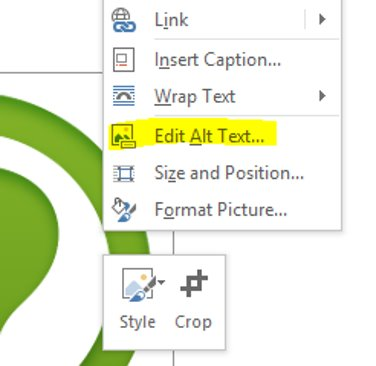 Link
Insert Caption...
Wrap Text
Edit Alt Text...
Size and Position...
Format Picture...
Style Crop